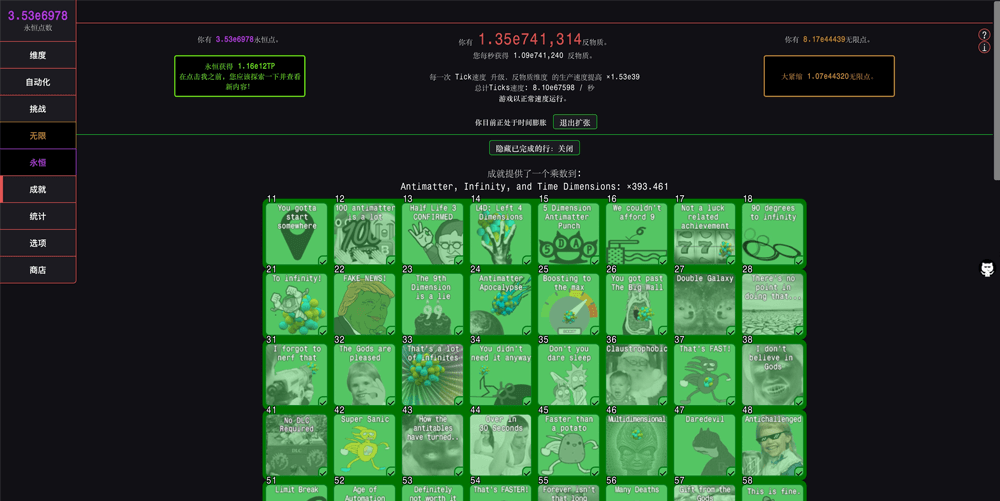 3.53e6978
永恒点数
维度
自动化
挑战
无限
永恒
成就
统计
选项
商店
你有 3.53e6978永恒点。
永恒获得 1.16e12TP
在点击我之前，您应该探索一下并查看
新内容!
你有 1.35e741,314反物质。
您每秒获得 1.09e741,240 反物质。
每一次 Tick速度 升级，反物质维度 的生产速度提高 ×1.53e39
总计Ticks速度: 8.10e67598 / 秒
游戏以正常速度运行。
你目前正处于时间膨胀
退出扩张
你有 8.17e44439无限点。
大紧缩 1.07e44320无限点。
?
i
隐藏已完成的行: 关闭
成就提供了一个乘数到:
Antimatter, Infinity, and Time Dimensions: ×393.461
11
You gotta
start
somewhere
12
100 antimatter
is a lot
13
Half Life 3
CONFIRMED
14
L4D: Left 4
Dimensions
15
5 Dimension
Antimatter
Punch
5 D A P
16
We couldn't
afford 9
17
Not a luck
related
achievement
18
90 degrees
to infinity
21
To infinity!
22
FAKE NEWS!
23
The 9th
Dimension
is a lie
24
Antimatter
Apocalypse
25
Boosting to
the max
BOOST
26
You got past
The Big Wall
27
Double Galaxy
28
There's no
point in
doing that...
31
I forgot to
nerf that
32
The Gods are
pleased
33
That's a lot
of infinites
34
You didn't
need it anyway
35
Don't you
dare sleep
36
Claustrophobic
37
That's FAST!
38
I don't
believe in
Gods
41
No DLC
Required
42
Super Sanic
43
How the
antitables
have turned..
44
Over in
30 seconds
45
Faster than
a potato
46
Multidimensional
47
Daredevil
48
Antichallenged
51
Limit Break
52
Age of
Automation
53
Definitely
not worth it
54
That's FASTER!
55
Forever isn't
that long
56
Many Deaths
57
Gift from the
Gods
58
This is fine.